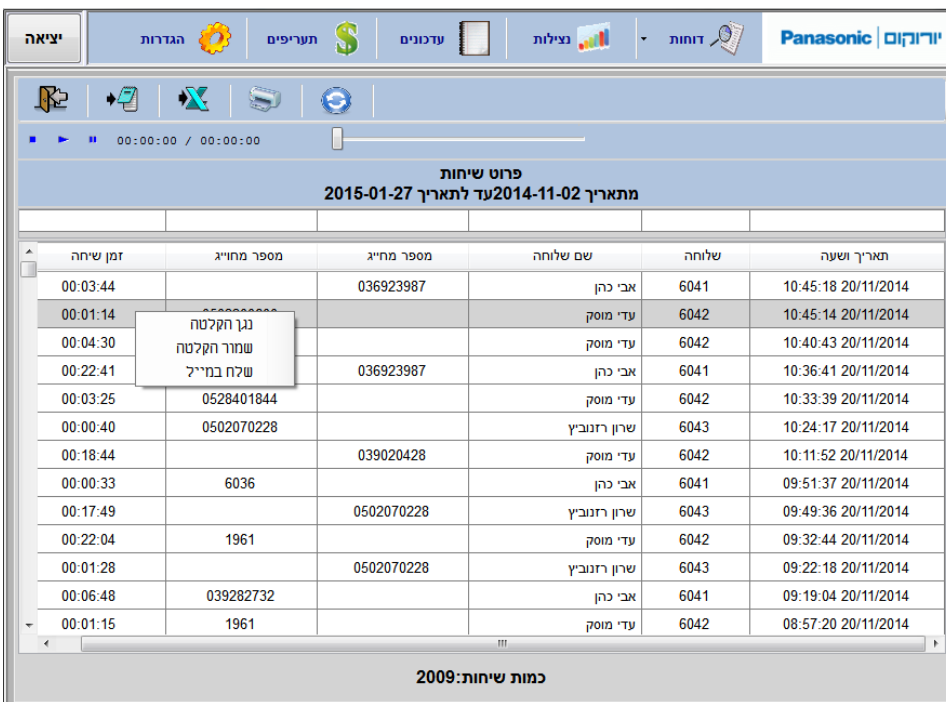 יורוקום | Panasonic דוחות נצילות עדכונים תעריפים הגדרות יציאה
00:00:00 / 00:00:00
פרוט שיחות
מתאריך 2014-11-02עד לתאריך 2015-01-27
תאריך ושעה שלוחה שם שלוחה מספר מחייג מספר מחוייג זמן שיחה
10:45:18 20/11/2014 6041 אבי כהן 036923987 00:03:44
10:45:14 20/11/2014 6042 עדי מוסק 00:01:14
נגן הקלטה
10:40:43 20/11/2014 6042 עדי מוסק 00:04:30
שמור הקלטה
10:36:41 20/11/2014 6041 אבי כהן 036923987 00:22:41
שלח במייל
10:33:39 20/11/2014 6042 עדי מוסק 0528401844 00:03:25
10:24:17 20/11/2014 6043 שרון רזנוביץ 0502070228 00:00:40
10:11:52 20/11/2014 6042 עדי מוסק 039020428 00:18:44
09:51:37 20/11/2014 6041 אבי כהן 6036 00:00:33
09:49:36 20/11/2014 6043 שרון רזנוביץ 0502070228 00:17:49
09:32:44 20/11/2014 6042 עדי מוסק 1961 00:22:04
09:22:18 20/11/2014 6043 שרון רזנוביץ 0502070228 00:01:28
09:19:04 20/11/2014 6041 אבי כהן 039282732 00:06:48
08:57:20 20/11/2014 6042 עדי מוסק 1961 00:01:15
כמות שיחות:2009